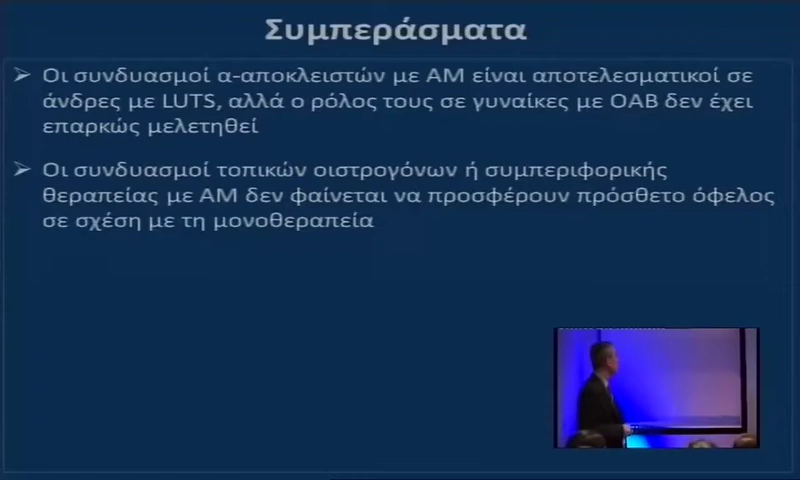 Συμπεράσματα
➢ Οι συνδυασμοί α-αποκλειστών με ΑΜ είναι αποτελεσματικοί σε
άνδρες με LUTS, αλλά ο ρόλος τους σε γυναίκες με ΟΑΒ δεν έχει
επαρκώς μελετηθεί
➢ Οι συνδυασμοί τοπικών οιστρογόνων ή συμπεριφορικής
θεραπείας με ΑΜ δεν φαίνεται να προσφέρουν πρόσθετο όφελος
σε σχέση με τη μονοθεραπεία